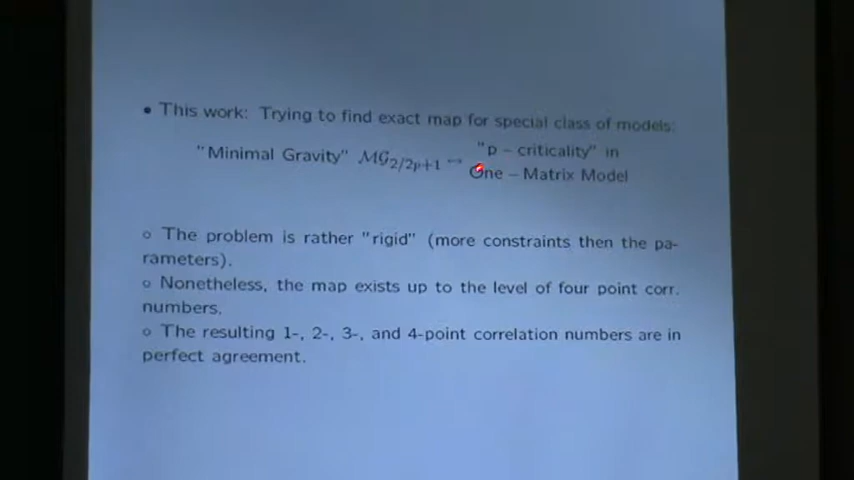 • This work: Trying to find exact map for special class of models:
"Minimal Gravity" MG2/2p+1 ↔ "p – criticality" in
One – Matrix Model
○ The problem is rather "rigid" (more constraints then the pa-
rameters).
○ Nonetheless, the map exists up to the level of four point corr.
numbers.
○ The resulting 1-, 2-, 3-, and 4-point correlation numbers are in
perfect agreement.